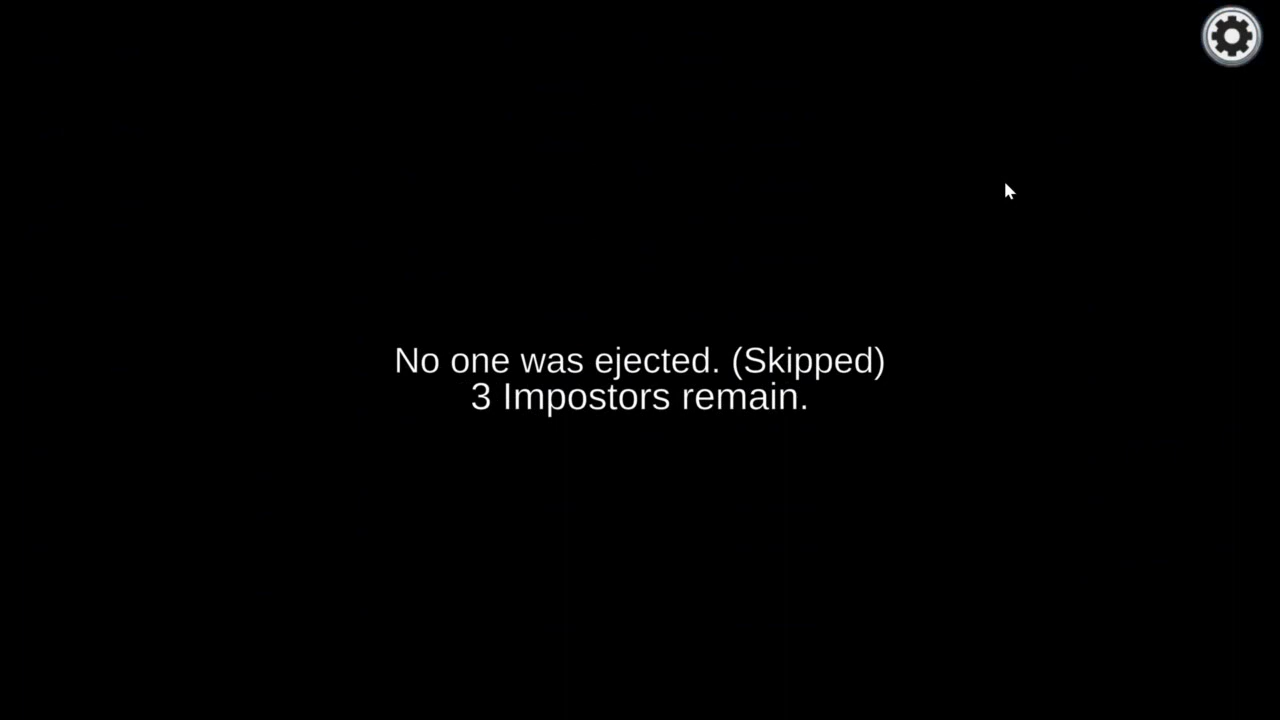 No one was ejected. (Skipped)
3 Impostors remain.